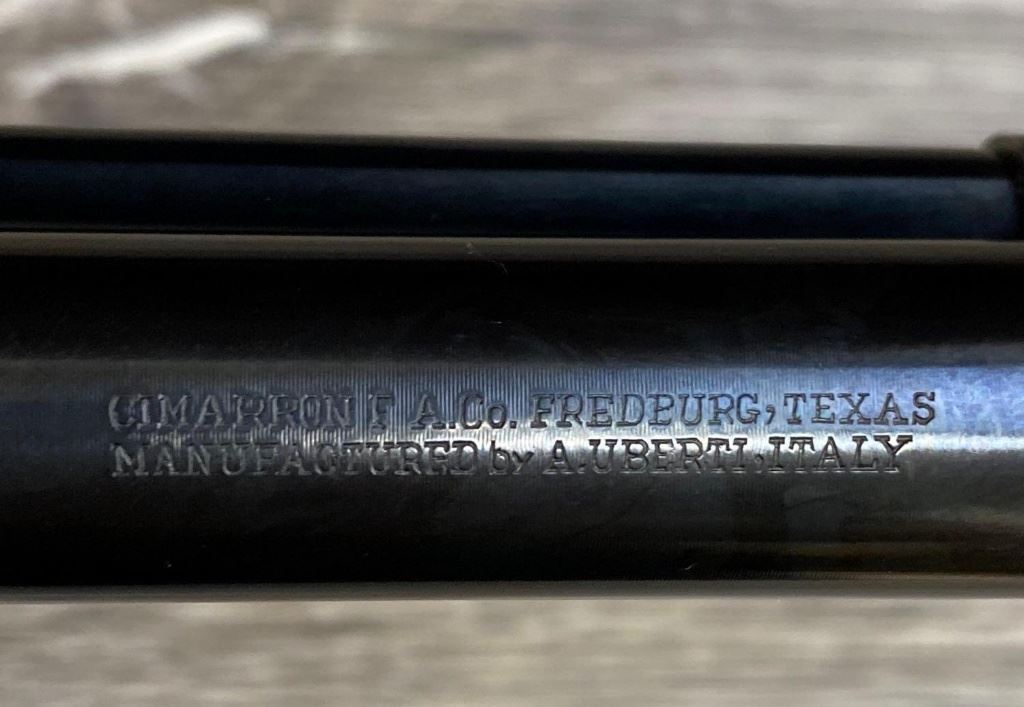 CIMARRON F A.Co. FREDBURG, TEXAS
MANUFACTURED by A.UBERTI, ITALY